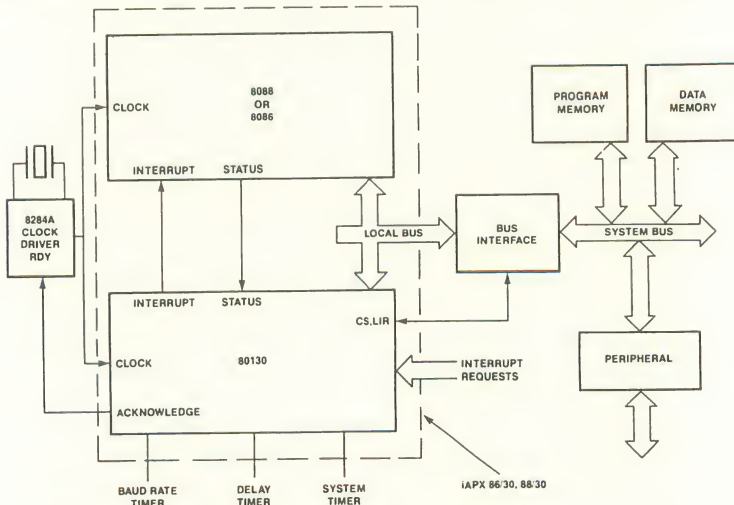 8088
OR
8086
CLOCK
INTERRUPT STATUS
PROGRAM
MEMORY
DATA
MEMORY
8284A
CLOCK
DRIVER
RDY
LOCAL BUS
BUS
INTERFACE
SYSTEM BUS
INTERRUPT STATUS
CS,LIR
CLOCK
80130
INTERRUPT
REQUESTS
PERIPHERAL
ACKNOWLEDGE
iAPX 86/30, 88/30
BAUD RATE
TIMER
DELAY
TIMER
SYSTEM
TIMER